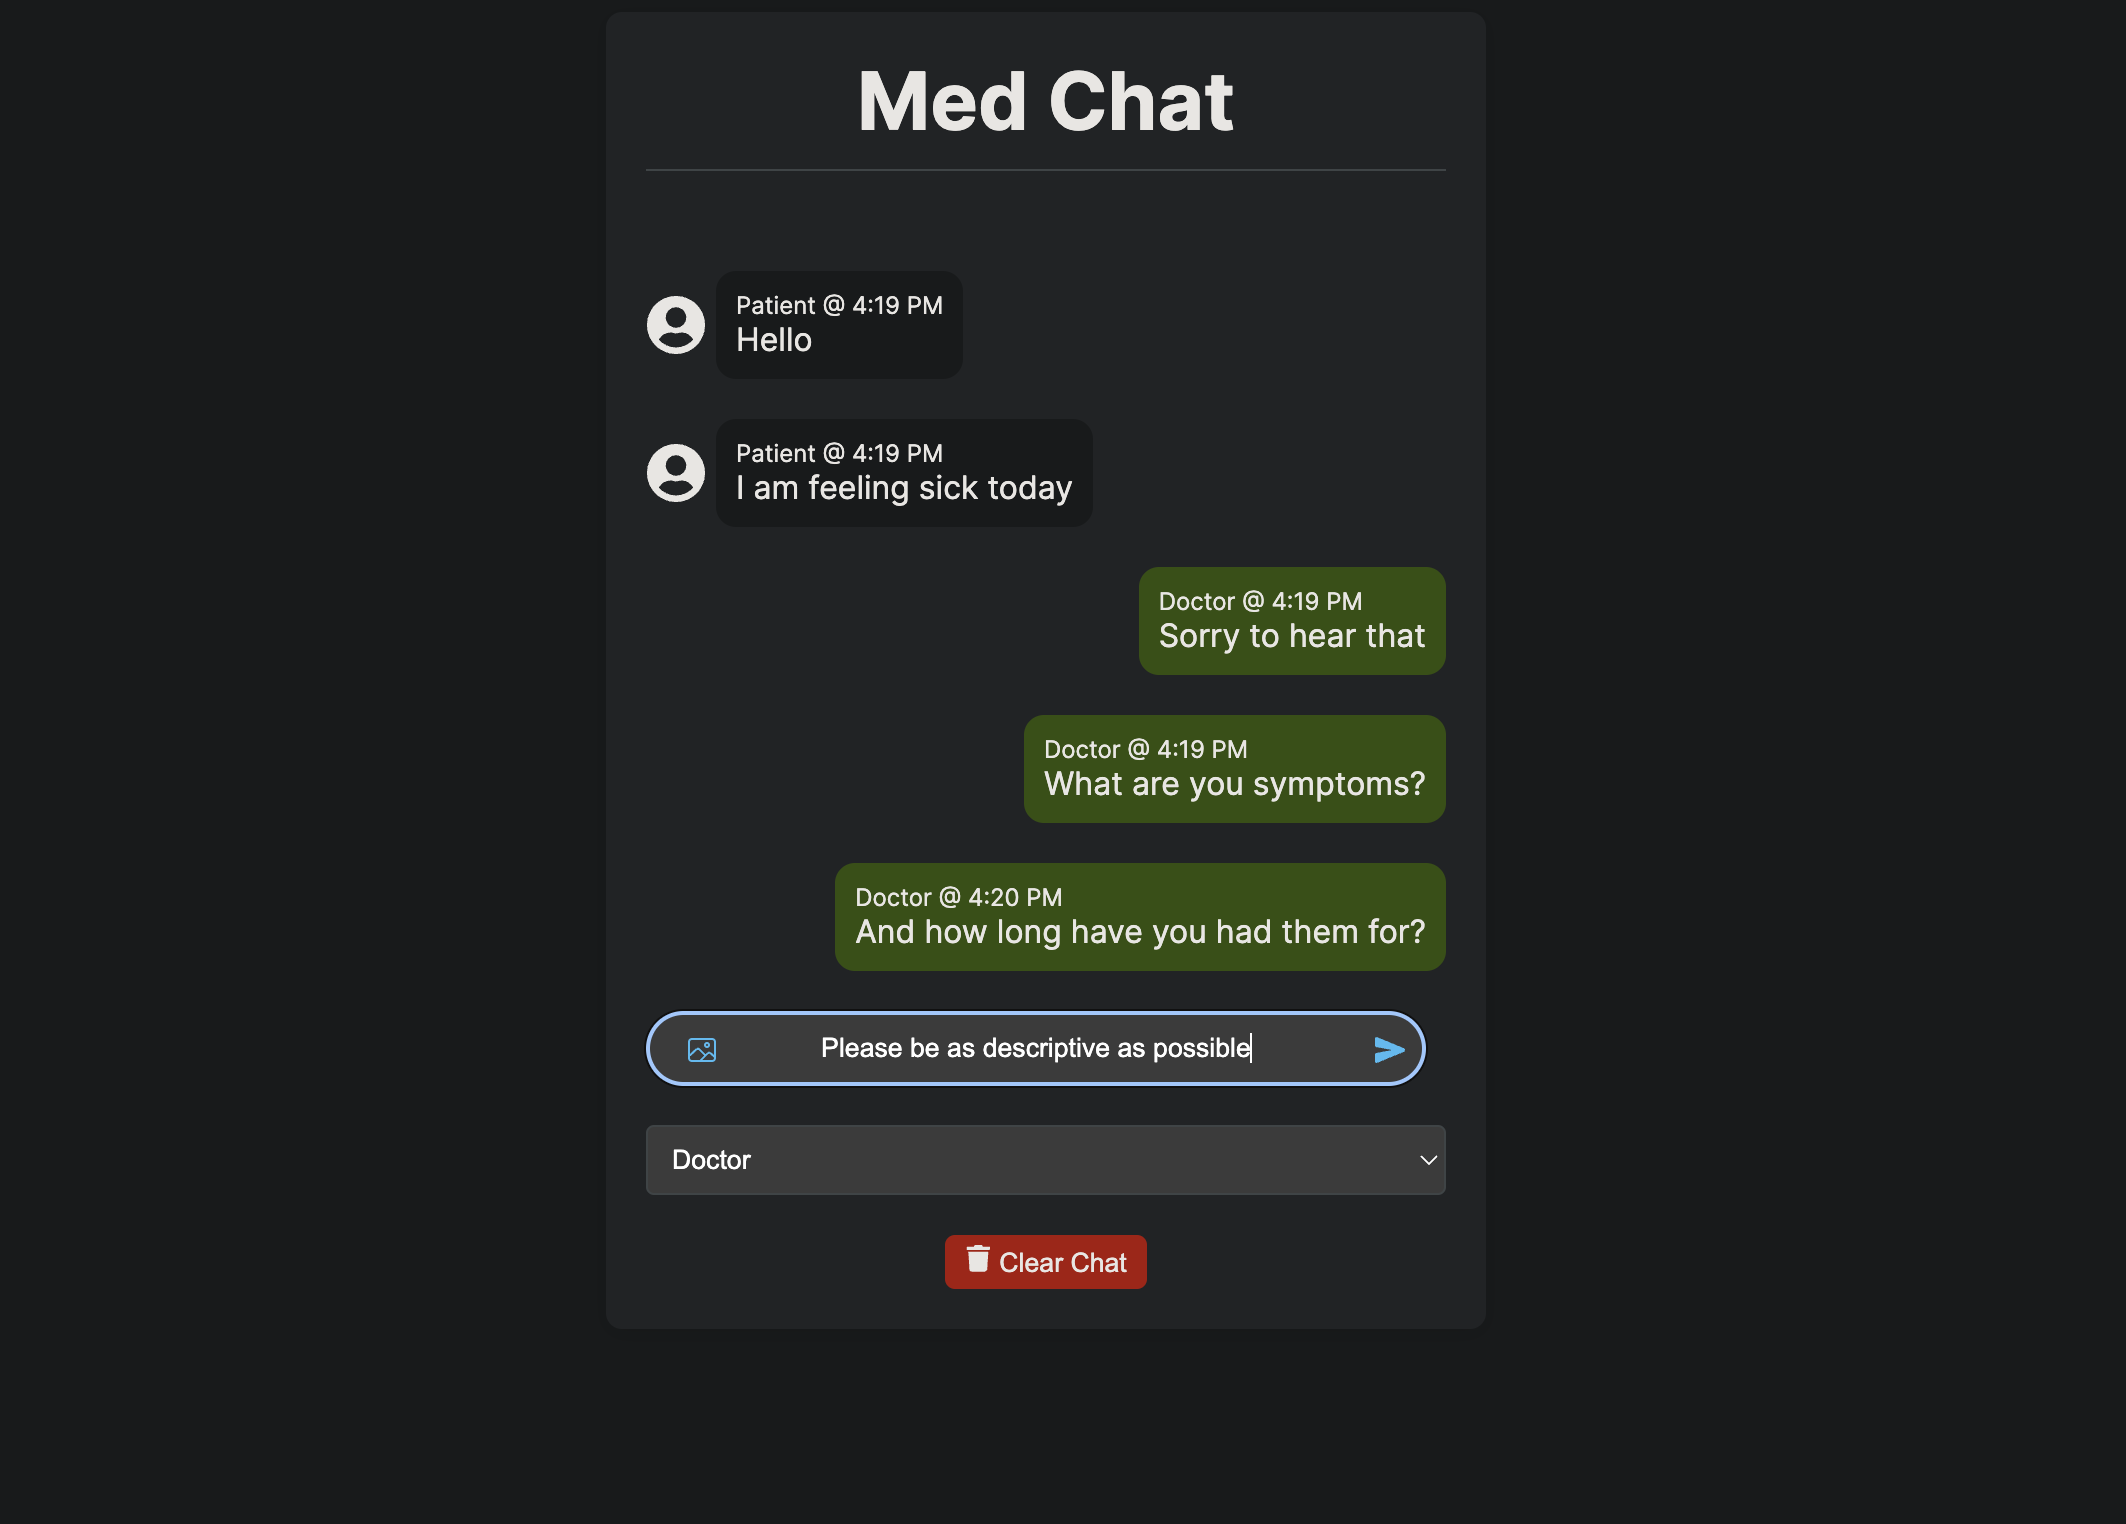 Med Chat
Patient @ 4:19 PM
Hello
Patient @ 4:19 PM
I am feeling sick today
Doctor @ 4:19 PM
Sorry to hear that
Doctor @ 4:19 PM
What are you symptoms?
Doctor @ 4:20 PM
And how long have you had them for?
Please be as descriptive as possible
Doctor
Clear Chat